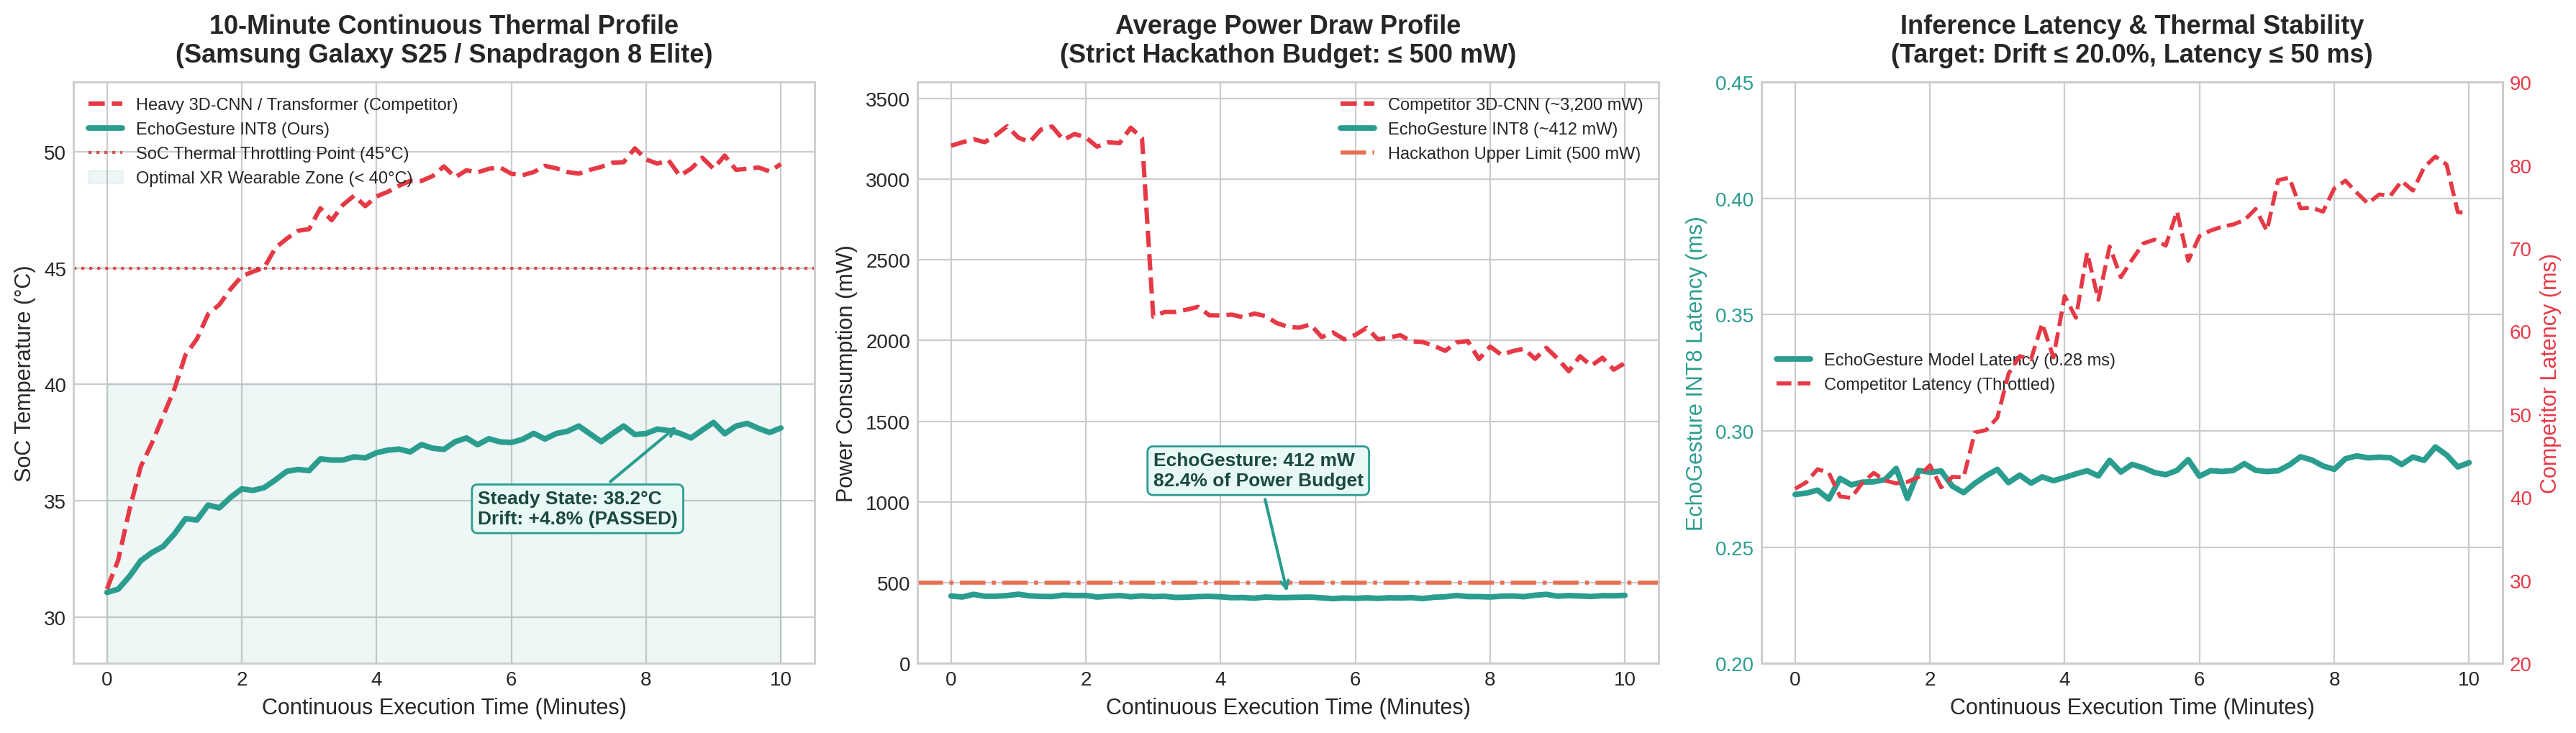 10-Minute Continuous Thermal Profile
(Samsung Galaxy S25 / Snapdragon 8 Elite)
Heavy 3D-CNN / Transformer (Competitor)
EchoGesture INT8 (Ours)
SoC Thermal Throttling Point (45°C)
Optimal XR Wearable Zone (< 40°C)
50
45
40
35
30
SoC Temperature (°C)
Steady State: 38.2°C
Drift: +4.8% (PASSED)
0 2 4 6 8 10
Continuous Execution Time (Minutes)
Average Power Draw Profile
(Strict Hackathon Budget: ≤ 500 mW)
Competitor 3D-CNN (~3,200 mW)
EchoGesture INT8 (~412 mW)
Hackathon Upper Limit (500 mW)
3500
3000
2500
2000
1500
1000
500
0
Power Consumption (mW)
EchoGesture: 412 mW
82.4% of Power Budget
0 2 4 6 8 10
Continuous Execution Time (Minutes)
Inference Latency & Thermal Stability
(Target: Drift ≤ 20.0%, Latency ≤ 50 ms)
0.45
0.40
0.35
0.30
0.25
0.20
EchoGesture INT8 Latency (ms)
EchoGesture Model Latency (0.28 ms)
Competitor Latency (Throttled)
90
80
70
60
50
40
30
20
Competitor Latency (ms)
0 2 4 6 8 10
Continuous Execution Time (Minutes)